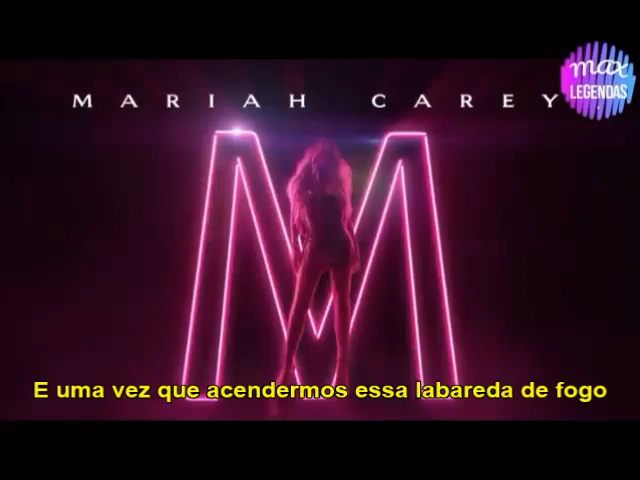 max
LEGENDAS
MARIAH CAREY
M
E uma vez que acendermos essa labareda de fogo